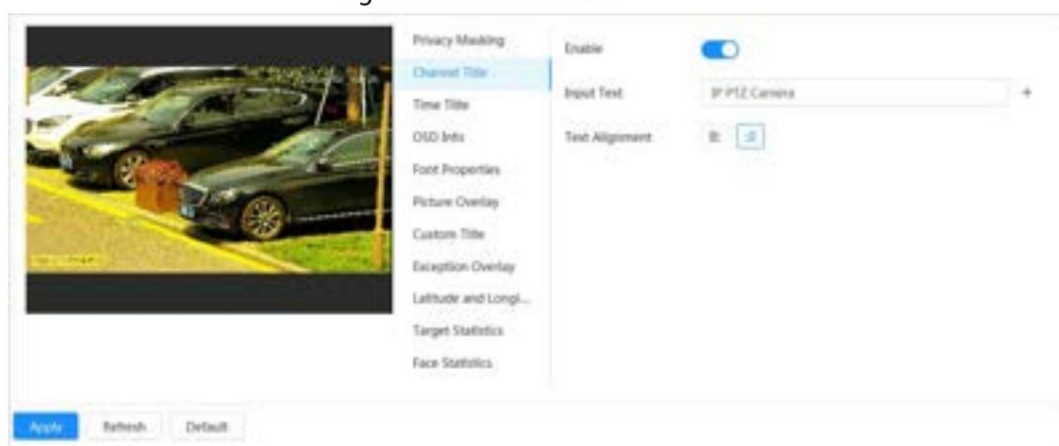 Privacy Masking
Channel Title
Time Title
OSD Info
Font Properties
Picture Overlay
Custom Title
Exception Overlay
Latitude and Longi...
Target Statistics
Face Statistics
Enable
Input Text
IP PTZ Camera
+
Text Alignment
Apply
Refresh
Default